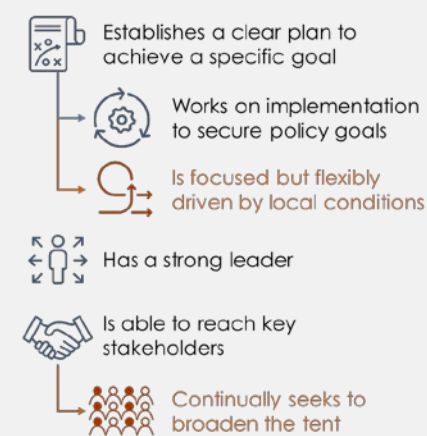 Establishes a clear plan to
achieve a specific goal
Works on implementation
to secure policy goals
Is focused but flexibly
driven by local conditions
Has a strong leader
Is able to reach key
stakeholders
Continually seeks to
broaden the tent